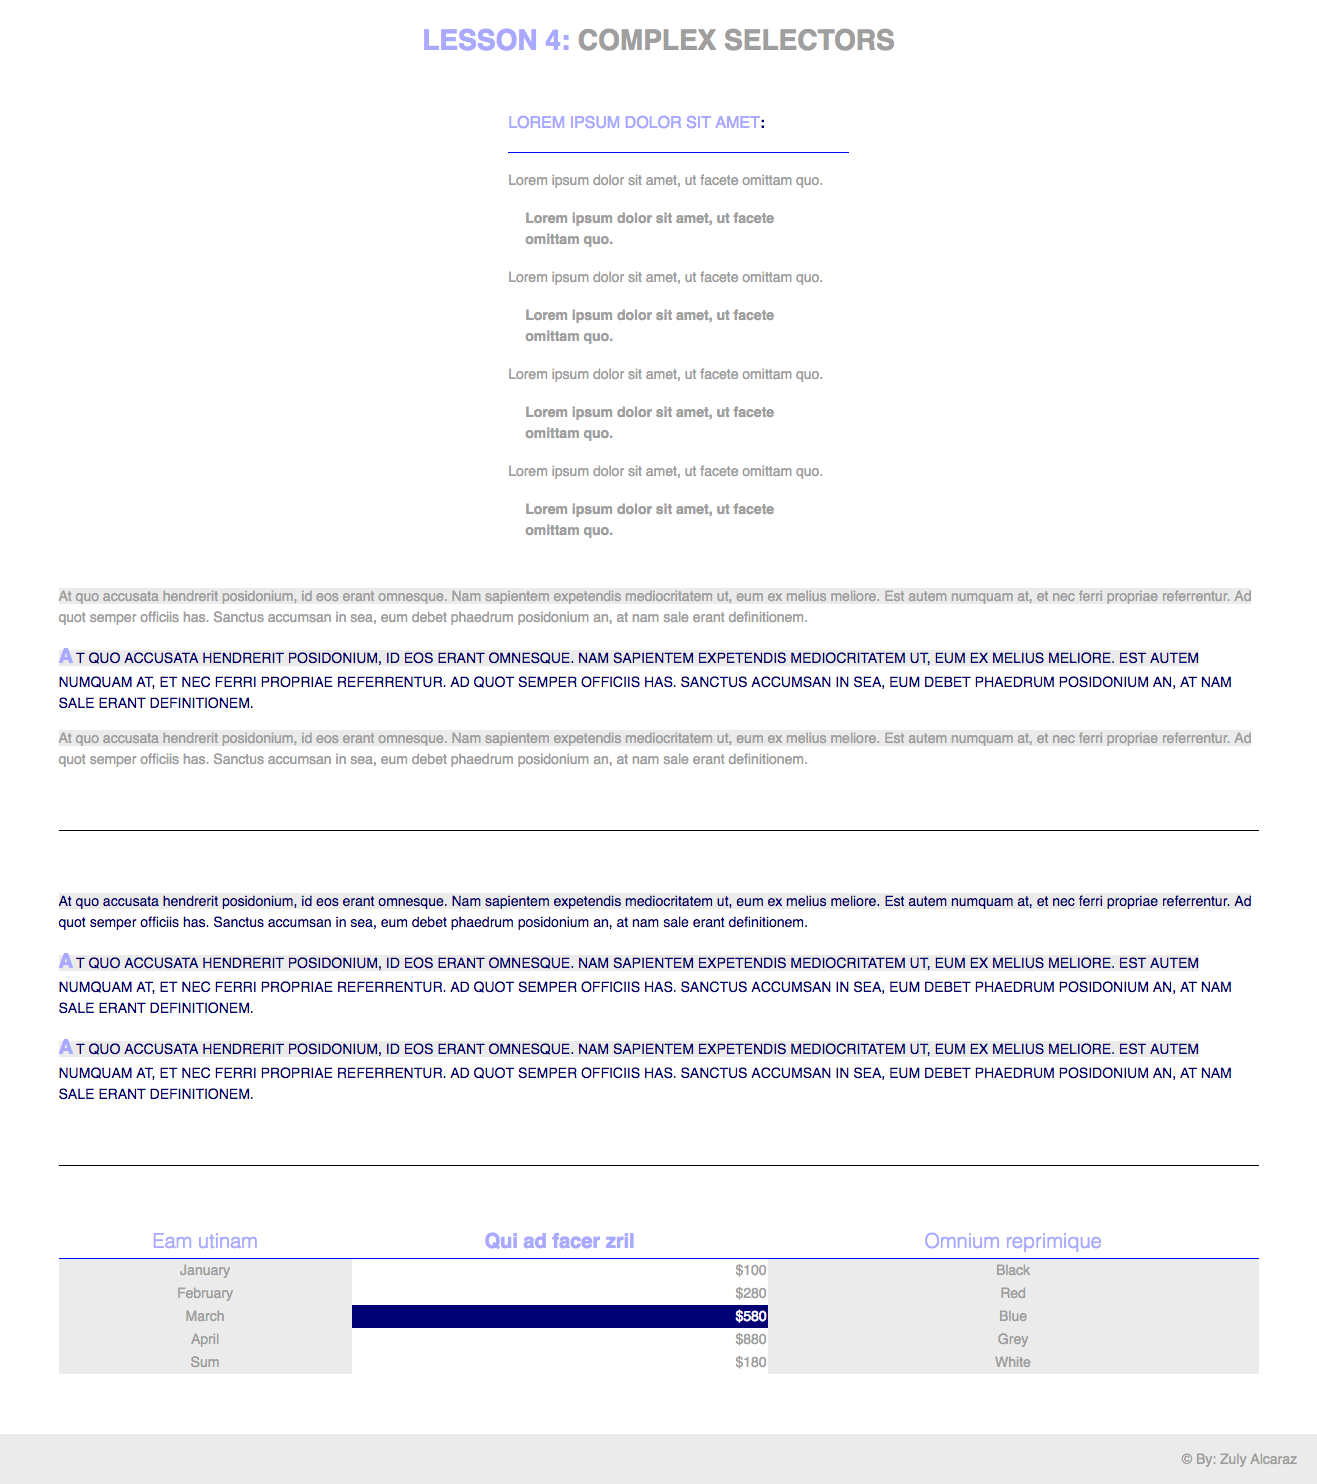 LESSON 4: COMPLEX SELECTORS
LOREM IPSUM DOLOR SIT AMET:
Lorem ipsum dolor sit amet, ut facete omittam quo.
Lorem ipsum dolor sit amet, ut facete
omittam quo.
Lorem ipsum dolor sit amet, ut facete omittam quo.
Lorem ipsum dolor sit amet, ut facete
omittam quo.
Lorem ipsum dolor sit amet, ut facete omittam quo.
Lorem ipsum dolor sit amet, ut facete
omittam quo.
Lorem ipsum dolor sit amet, ut facete omittam quo.
Lorem ipsum dolor sit amet, ut facete
omittam quo.
At quo accusata hendrerit posidonium, id eos erant omnesque. Nam sapientem expetendis mediocritatem ut, eum ex melius meliore. Est autem numquam at, et nec ferri propriae referrentur. Ad
quot semper officiis has. Sanctus accumsan in sea, eum debet phaedrum posidonium an, at nam sale erant definitionem.
AT QUO ACCUSATA HENDRERIT POSIDONIUM, ID EOS ERANT OMNESQUE. NAM SAPIENTEM EXPETENDIS MEDIOCRITATEM UT, EUM EX MELIUS MELIORE. EST AUTEM
NUMQUAM AT, ET NEC FERRI PROPRIAE REFERRENTUR. AD QUOT SEMPER OFFICIIS HAS. SANCTUS ACCUMSAN IN SEA, EUM DEBET PHAEDRUM POSIDONIUM AN, AT NAM
SALE ERANT DEFINITIONEM.
At quo accusata hendrerit posidonium, id eos erant omnesque. Nam sapientem expetendis mediocritatem ut, eum ex melius meliore. Est autem numquam at, et nec ferri propriae referrentur. Ad
quot semper officiis has. Sanctus accumsan in sea, eum debet phaedrum posidonium an, at nam sale erant definitionem.
At quo accusata hendrerit posidonium, id eos erant omnesque. Nam sapientem expetendis mediocritatem ut, eum ex melius meliore. Est autem numquam at, et nec ferri propriae referrentur. Ad
quot semper officiis has. Sanctus accumsan in sea, eum debet phaedrum posidonium an, at nam sale erant definitionem.
AT QUO ACCUSATA HENDRERIT POSIDONIUM, ID EOS ERANT OMNESQUE. NAM SAPIENTEM EXPETENDIS MEDIOCRITATEM UT, EUM EX MELIUS MELIORE. EST AUTEM
NUMQUAM AT, ET NEC FERRI PROPRIAE REFERRENTUR. AD QUOT SEMPER OFFICIIS HAS. SANCTUS ACCUMSAN IN SEA, EUM DEBET PHAEDRUM POSIDONIUM AN, AT NAM
SALE ERANT DEFINITIONEM.
AT QUO ACCUSATA HENDRERIT POSIDONIUM, ID EOS ERANT OMNESQUE. NAM SAPIENTEM EXPETENDIS MEDIOCRITATEM UT, EUM EX MELIUS MELIORE. EST AUTEM
NUMQUAM AT, ET NEC FERRI PROPRIAE REFERRENTUR. AD QUOT SEMPER OFFICIIS HAS. SANCTUS ACCUMSAN IN SEA, EUM DEBET PHAEDRUM POSIDONIUM AN, AT NAM
SALE ERANT DEFINITIONEM.
Eam utinam Qui ad facer zril Omnium reprimique
January $100 Black
February $280 Red
March $580 Blue
April $880 Grey
Sum $180 White
© By: Zuly Alcaraz